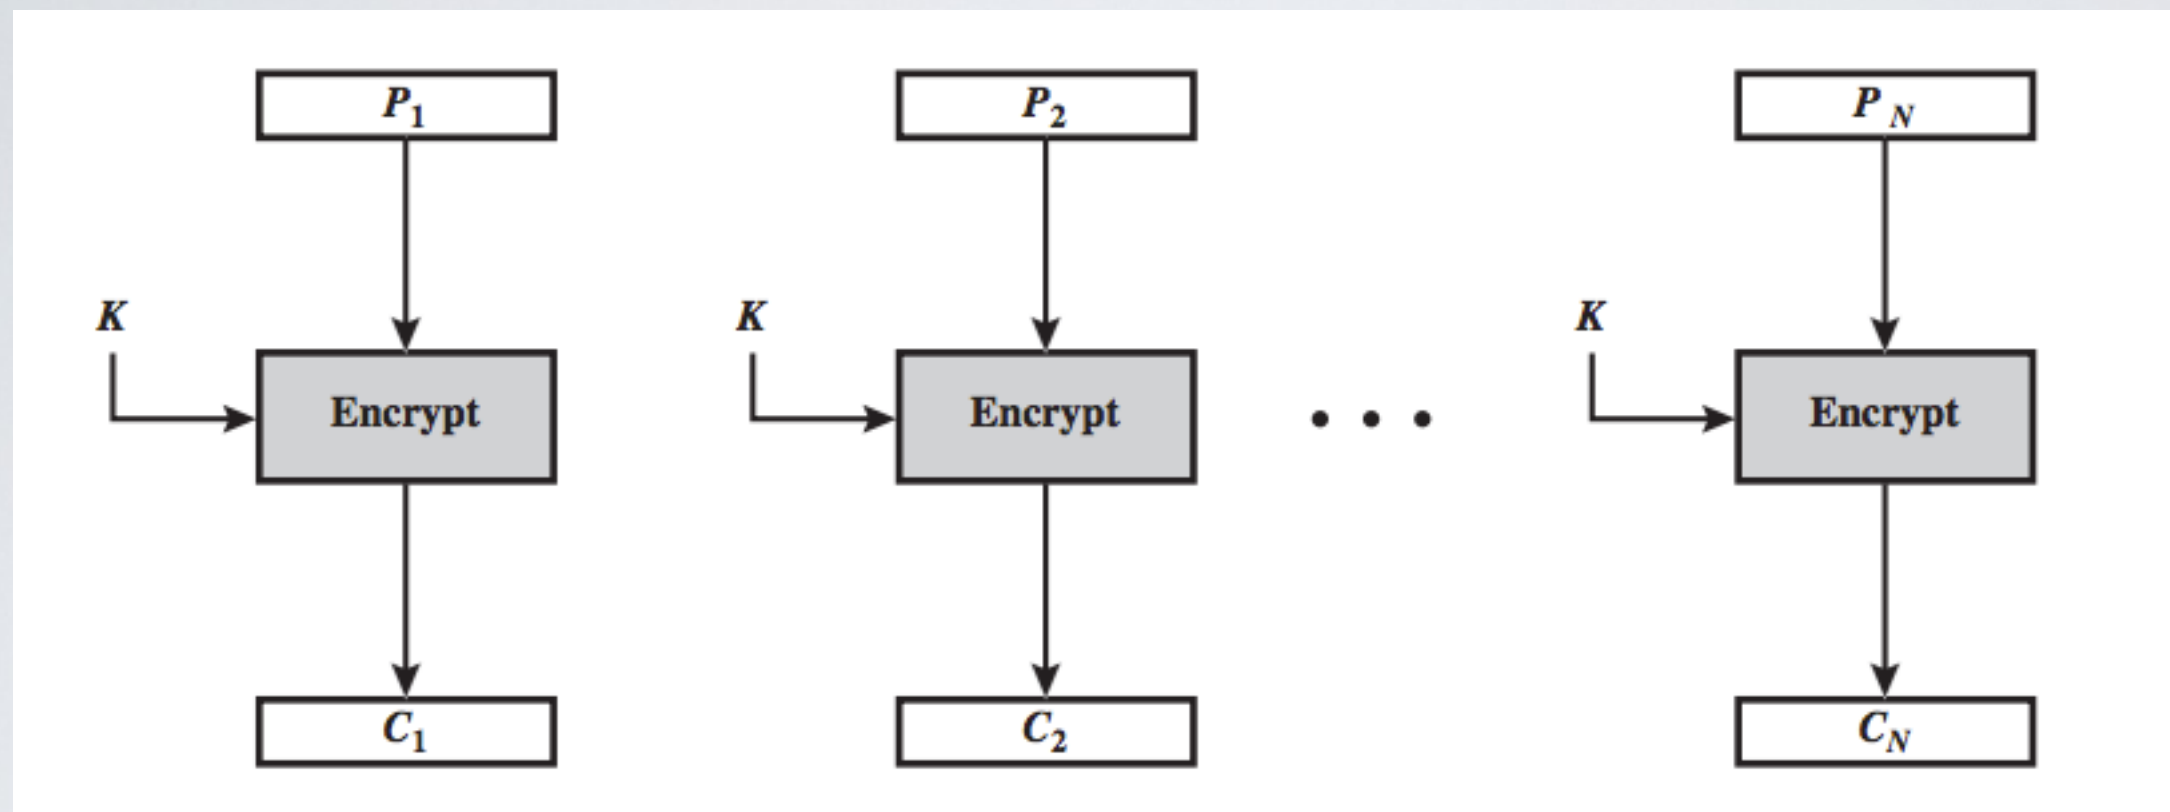 P1 P2 PN
K K K
Encrypt Encrypt • • • Encrypt
C1 C2 CN